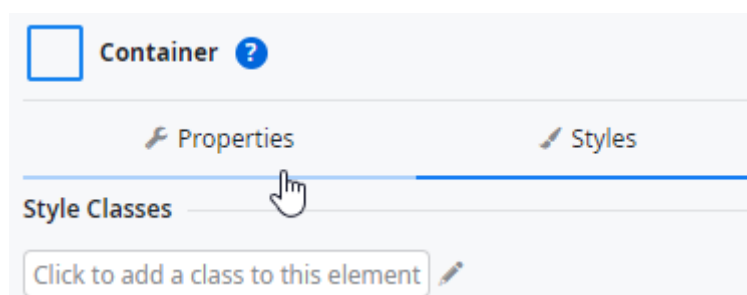 Container ?
Properties
Styles
Style Classes
Click to add a class to this element